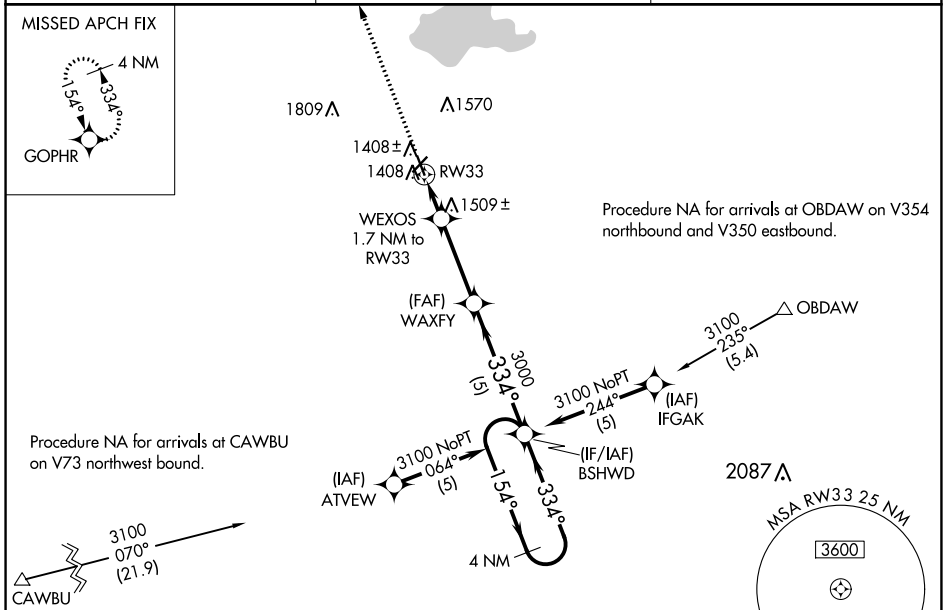 MISSED APCH FIX
4 NM
154°
334°
GOPHR
1809
1570
1408±
1408
RW33
1509±
WEXOS
1.7 NM to
RW33
Procedure NA for arrivals at OBDAW on V354
northbound and V350 eastbound.
(FAF)
WAXFY
OBDAW
3100
235°
(5.4)
3000
334°
(5)
3100 NoPT
244°
(5)
(IAF)
IFGAK
Procedure NA for arrivals at CAWBU
on V73 northwest bound.
3100 NoPT
064°
(5)
(IAF)
ATVEW
(IF/IAF)
BSHWD
154°
334°
4 NM
2087
MSA RW33 25 NM
3600
3100
070°
(21.9)
CAWBU